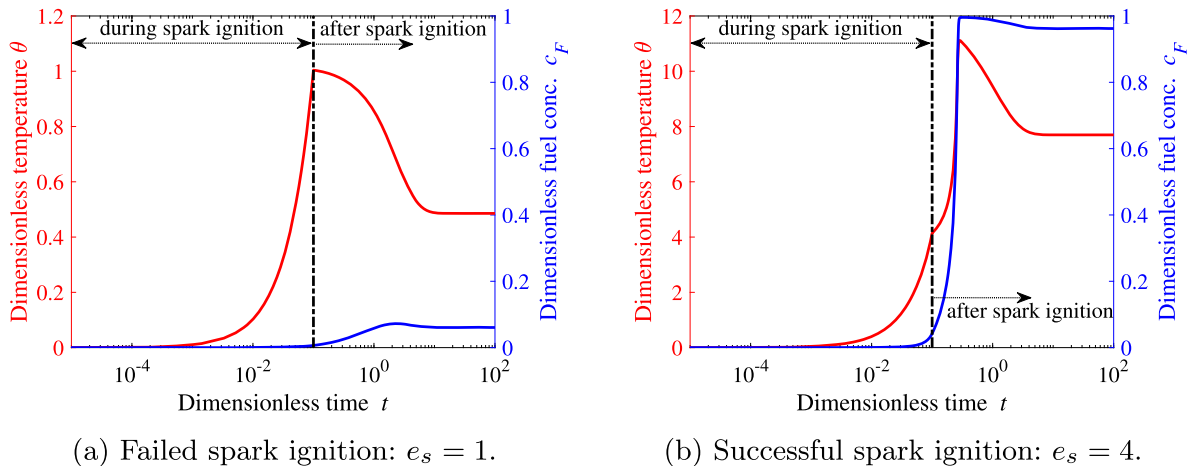 during spark ignition
after spark ignition
Dimensionless temperature θ
1.2
1
0.8
0.6
0.4
0.2
0
Dimensionless fuel conc. c_F
1
0.8
0.6
0.4
0.2
0
10^-4
10^-2
10^0
10^2
Dimensionless time t
(a) Failed spark ignition: e_s = 1.
during spark ignition
after spark ignition
Dimensionless temperature θ
12
10
8
6
4
2
0
Dimensionless fuel conc. c_F
1
0.8
0.6
0.4
0.2
0
10^-4
10^-2
10^0
10^2
Dimensionless time t
(b) Successful spark ignition: e_s = 4.